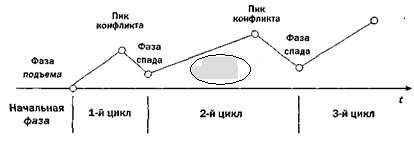 Пик
конфликта
Пик
конфликта
Фаза
спада
Фаза
спада
Фаза
подъема
t
Начальная
фаза
1-й цикл
2-й цикл
3-й цикл